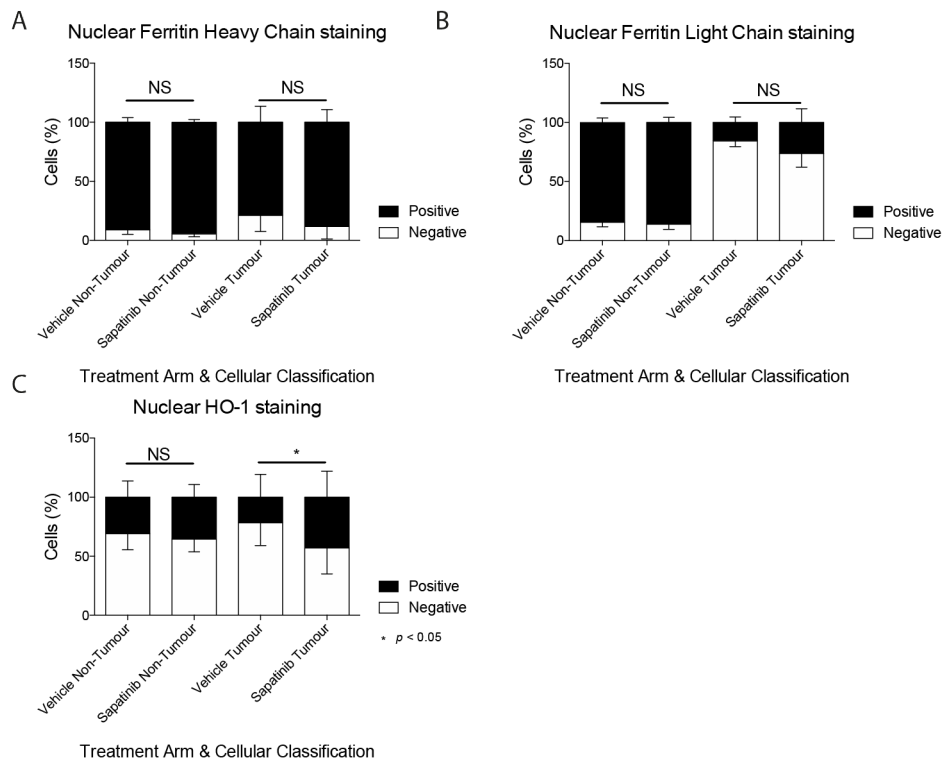 A
Nuclear Ferritin Heavy Chain staining
150
100
50
0
Cells (%)
NS
NS
Positive
Negative
Vehicle Non-Tumour
Sapatinib Non-Tumour
Vehicle Tumour
Sapatinib Tumour
Treatment Arm & Cellular Classification
B
Nuclear Ferritin Light Chain staining
150
100
50
0
Cells (%)
NS
NS
Positive
Negative
Vehicle Non-Tumour
Sapatinib Non-Tumour
Vehicle Tumour
Sapatinib Tumour
Treatment Arm & Cellular Classification
C
Nuclear HO-1 staining
150
100
50
0
Cells (%)
NS
*
Positive
Negative
* p < 0.05
Vehicle Non-Tumour
Sapatinib Non-Tumour
Vehicle Tumour
Sapatinib Tumour
Treatment Arm & Cellular Classification